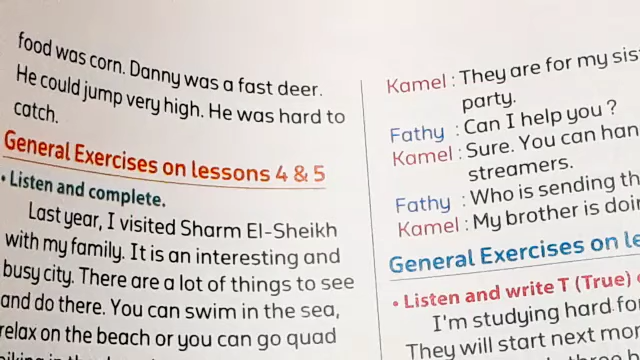 food was corn. Danny was a fast deer.
He could jump very high. He was hard to
catch.
General Exercises on lessons 4 & 5
• Listen and complete.
Last year, I visited Sharm El-Sheikh
with my family. It is an interesting and
busy city. There are a lot of things to see
and do there. You can swim in the sea,
relax on the beach or you can go quad
Kamel : They are for my
party.
Fathy : Can I help you ?
Kamel : Sure. You can
streamers.
Fathy : Who is sending
Kamel : My brother is
General Exercises on
• Listen and write T (True)
I'm studying hard for
They will start next